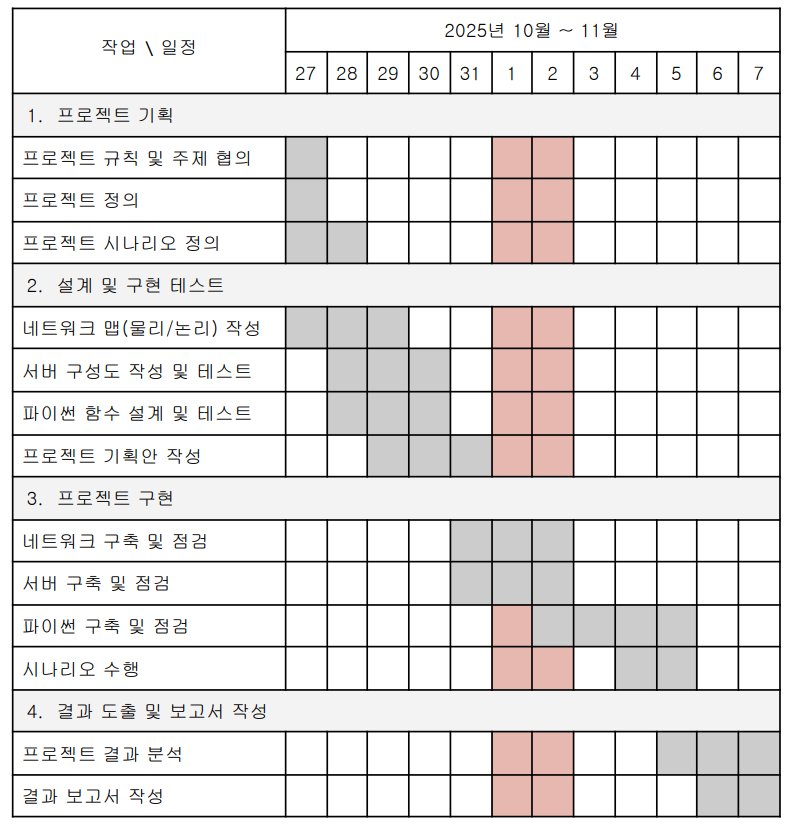 작업 \ 일정
2025년 10월 ~ 11월
27 28 29 30 31 1 2 3 4 5 6 7
1. 프로젝트 기획
프로젝트 규칙 및 주제 협의
프로젝트 정의
프로젝트 시나리오 정의
2. 설계 및 구현 테스트
네트워크 맵(물리/논리) 작성
서버 구성도 작성 및 테스트
파이썬 함수 설계 및 테스트
프로젝트 기획안 작성
3. 프로젝트 구현
네트워크 구축 및 점검
서버 구축 및 점검
파이썬 구축 및 점검
시나리오 수행
4. 결과 도출 및 보고서 작성
프로젝트 결과 분석
결과 보고서 작성